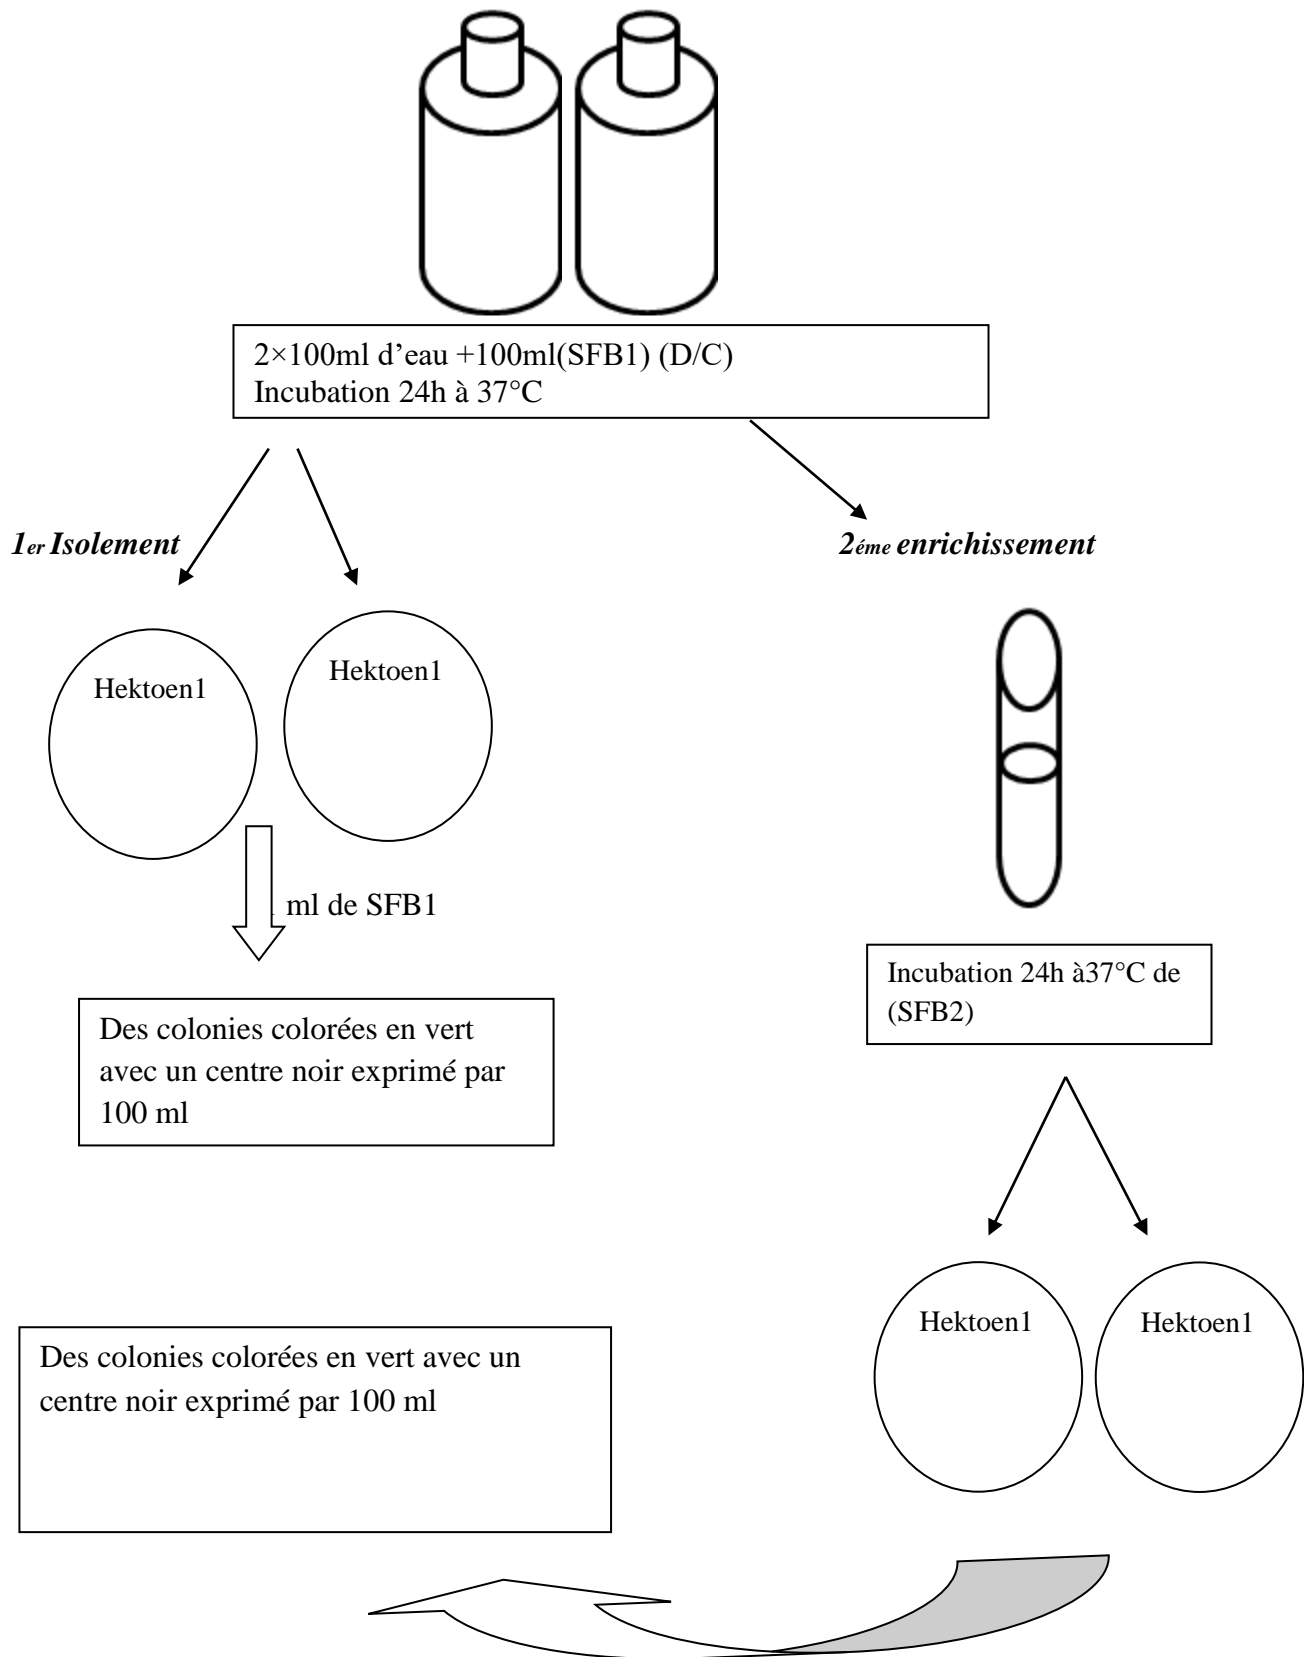 2×100ml d’eau +100ml(SFB1) (D/C)
Incubation 24h à 37°C
1er Isolement
2éme enrichissement
Hektoen1
Hektoen1
ml de SFB1
Des colonies colorées en vert
avec un centre noir exprimé par
100 ml
Incubation 24h à37°C de
(SFB2)
Hektoen1
Hektoen1
Des colonies colorées en vert avec un
centre noir exprimé par 100 ml